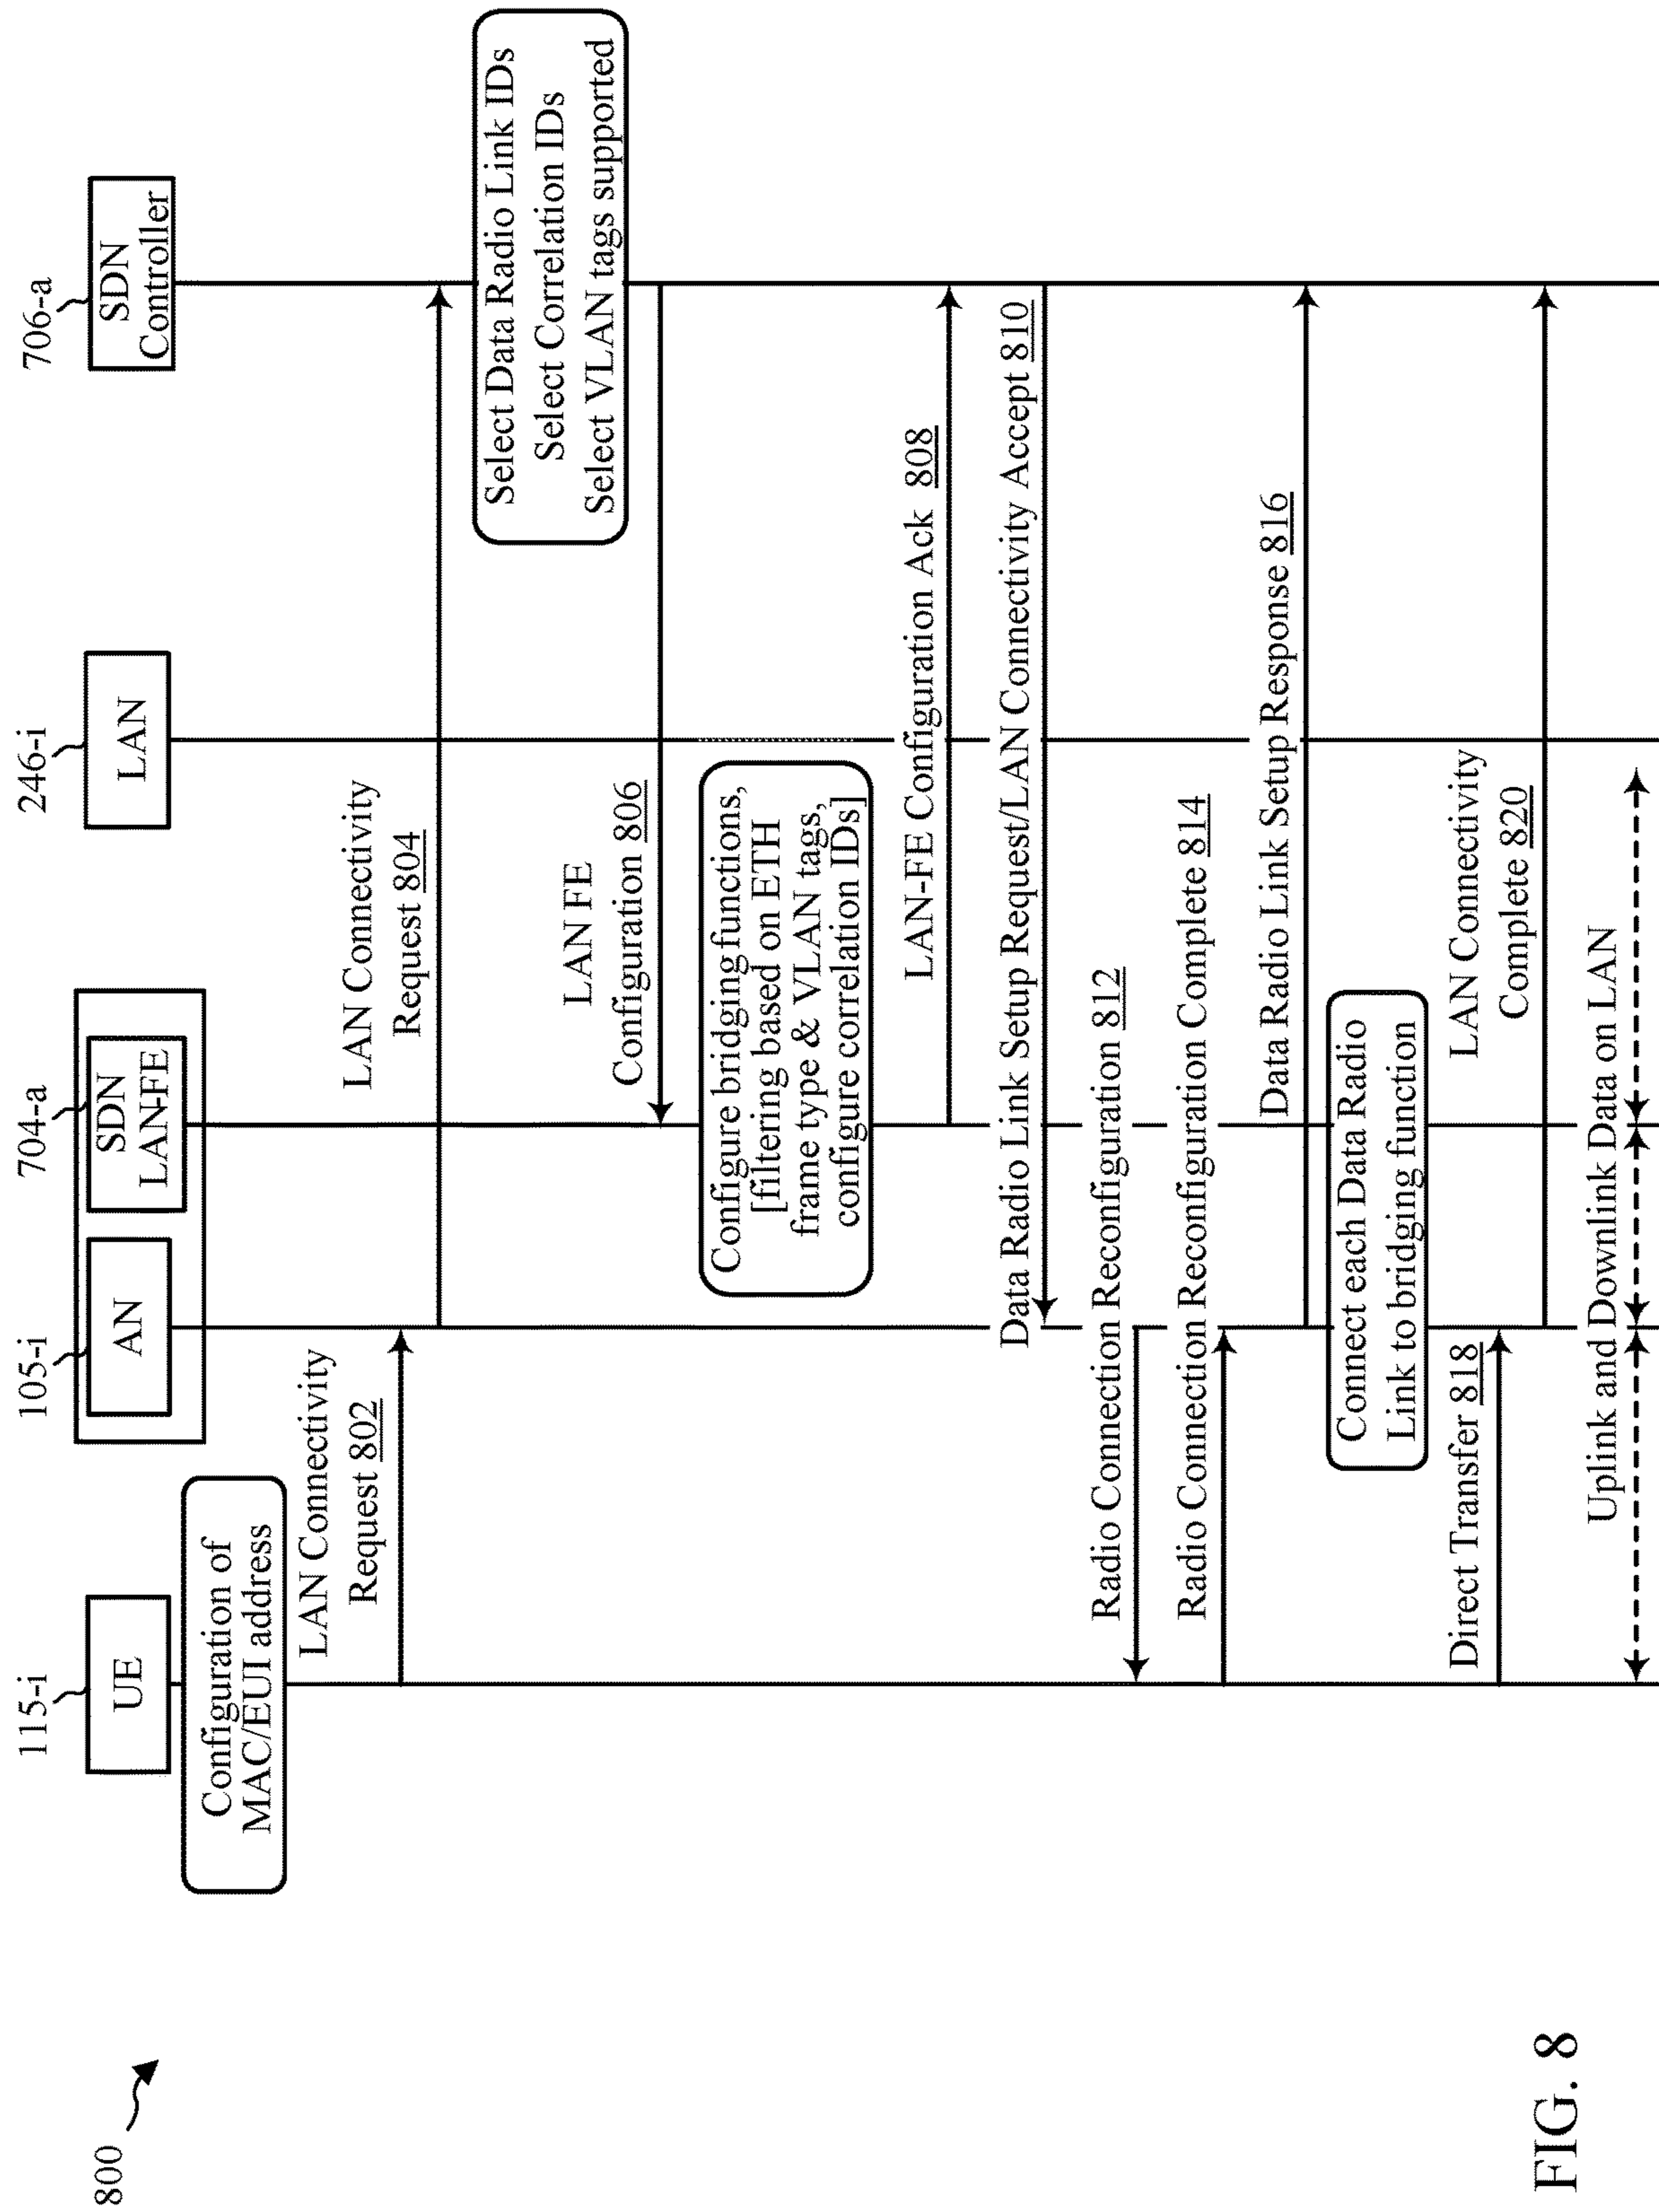 800
115-i
105-i
704-a
246-i
706-a
UE
AN
SDN
LAN-FE
LAN
SDN
Controller
Configuration of
MAC/EUI address
LAN Connectivity
Request 802
LAN Connectivity
Request 804
Select Data Radio Link IDs
Select Correlation IDs
Select VLAN tags supported
LAN FE
Configuration 806
Configure bridging functions,
[filtering based on ETH
frame type & VLAN tags,
configure correlation IDs]
LAN-FE Configuration Ack 808
Data Radio Link Setup Request/LAN Connectivity Accept 810
Radio Connection Reconfiguration 812
Radio Connection Reconfiguration Complete 814
Data Radio Link Setup Response 816
Connect each Data Radio
Link to bridging function
Direct Transfer 818
LAN Connectivity
Complete 820
Uplink and Downlink Data on LAN
FIG. 8